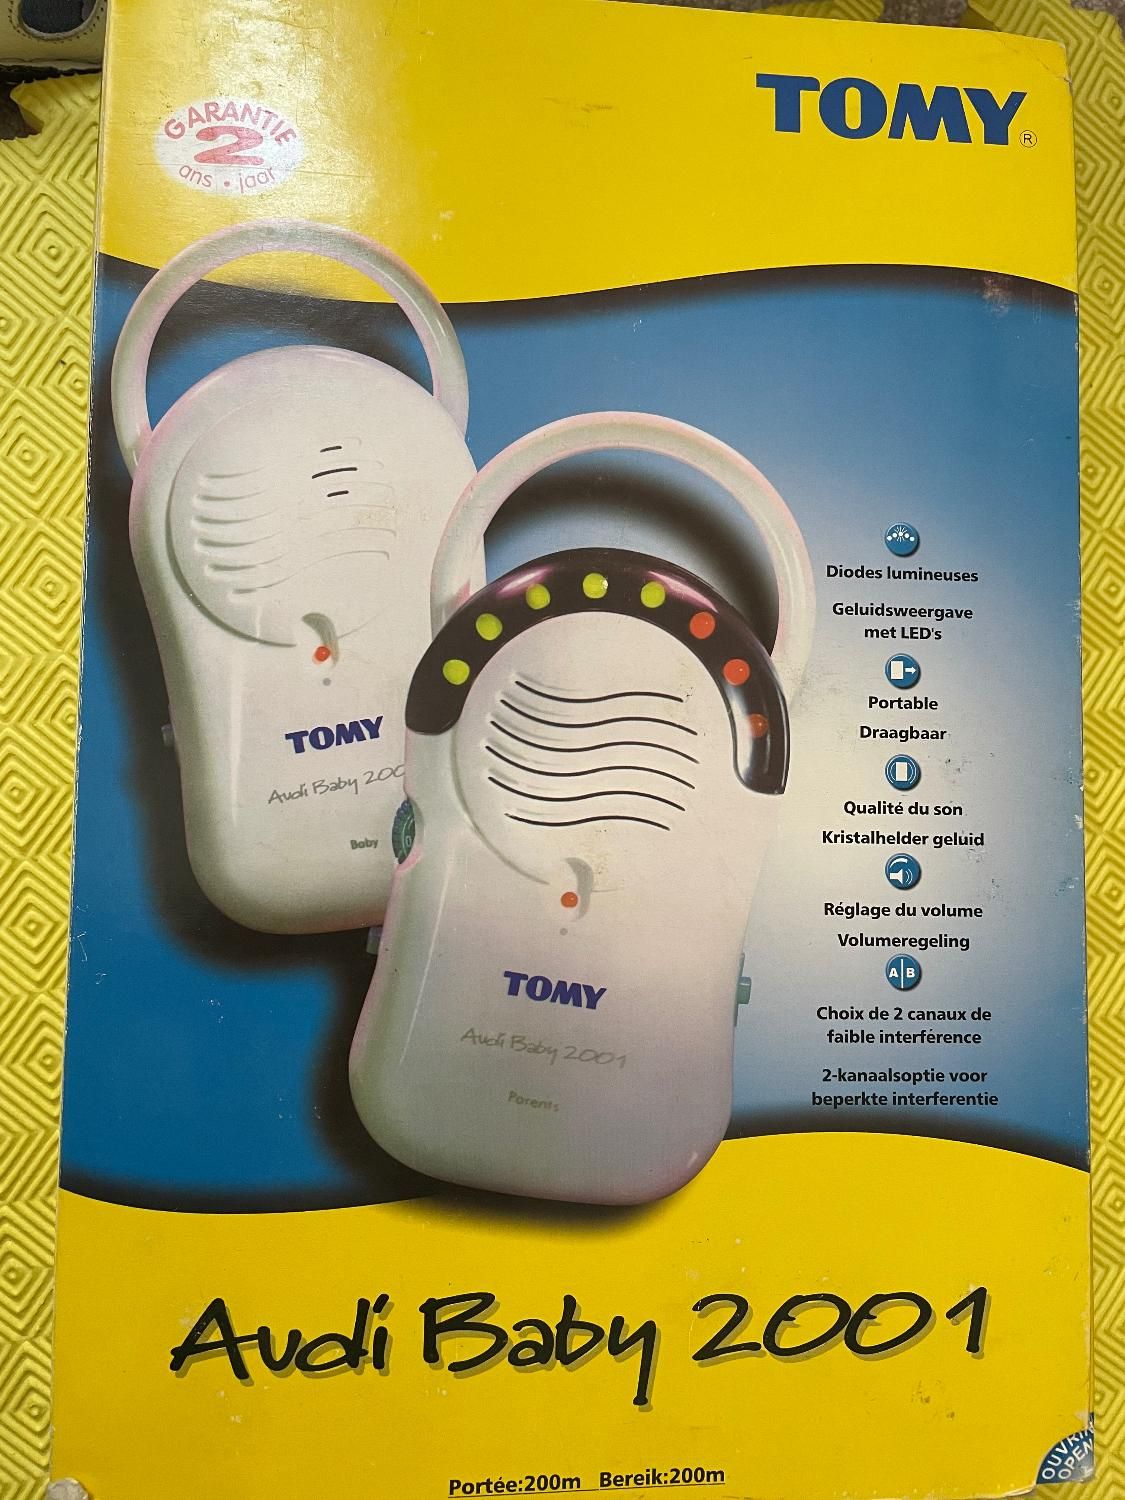 GARANTIE
2
ans • jaar
TOMY®
TOMY
Audi Baby 200
Baby
0
TOMY
Audi Baby 2001
Parents
Diodes lumineuses
Geluidsweergave
met LED's
Portable
Draagbaar
Qualité du son
Kristalhelder geluid
Réglage du volume
Volumeregeling
A B
Choix de 2 canaux de
faible interférence
2-kanaalsoptie voor
beperkte interferentie
Audi Baby 2001
Portée:200m Bereik:200m
OPEN